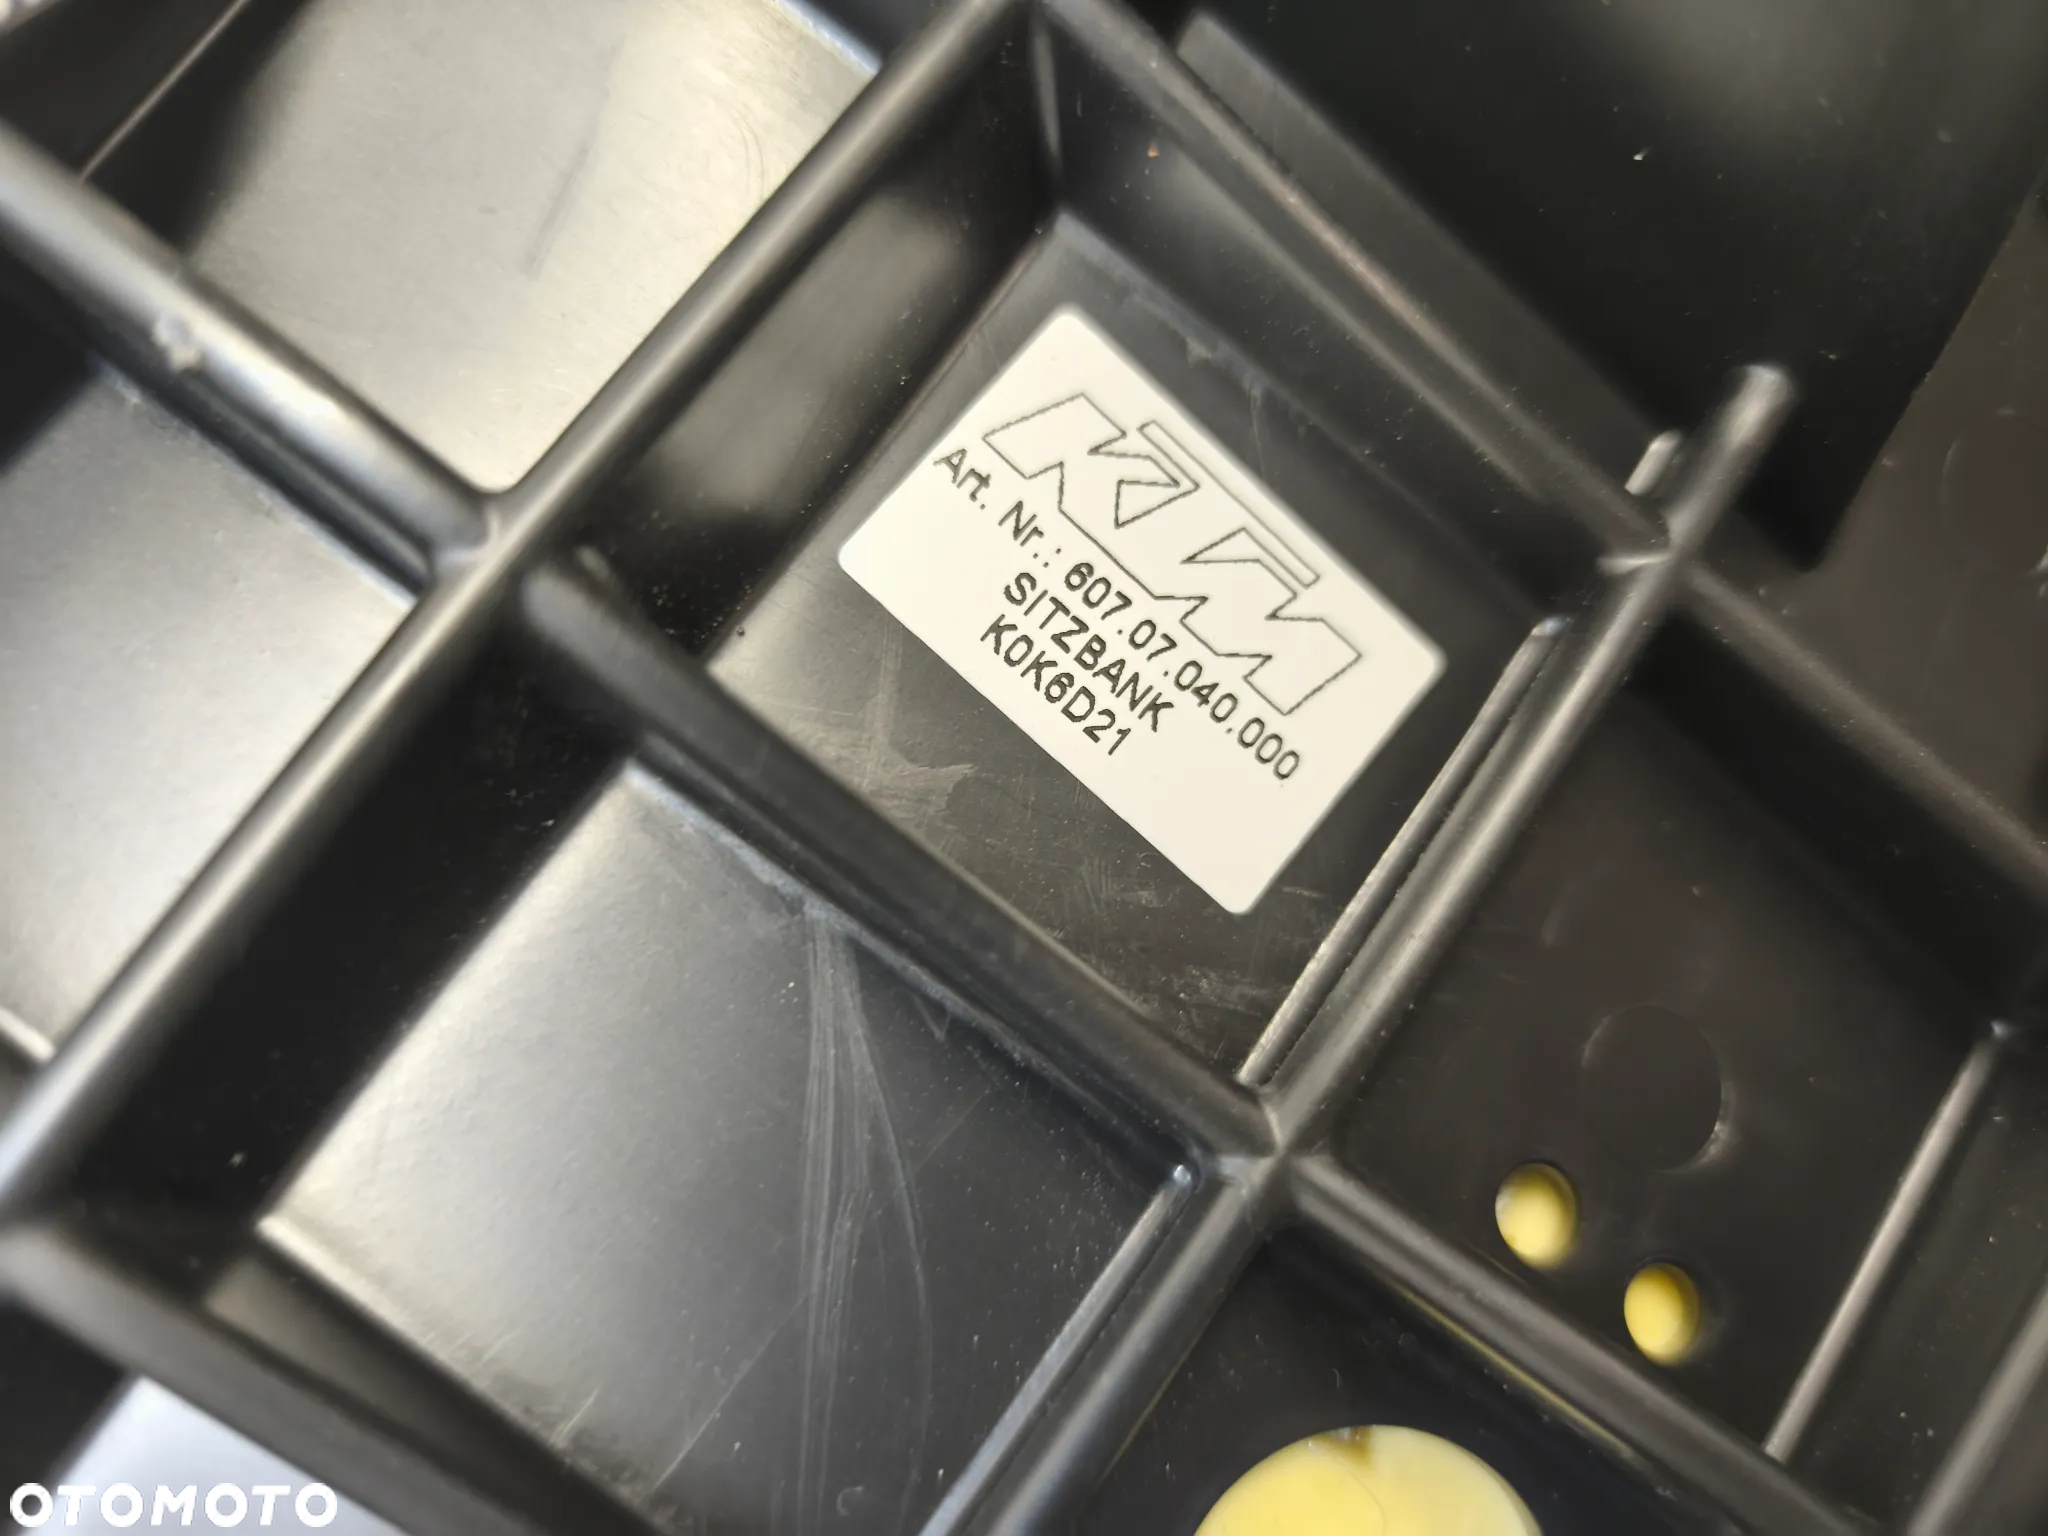 KTM
Art. Nr.: 607.07.040.000
SITZBANK
K0K6D21
OTOMOTO